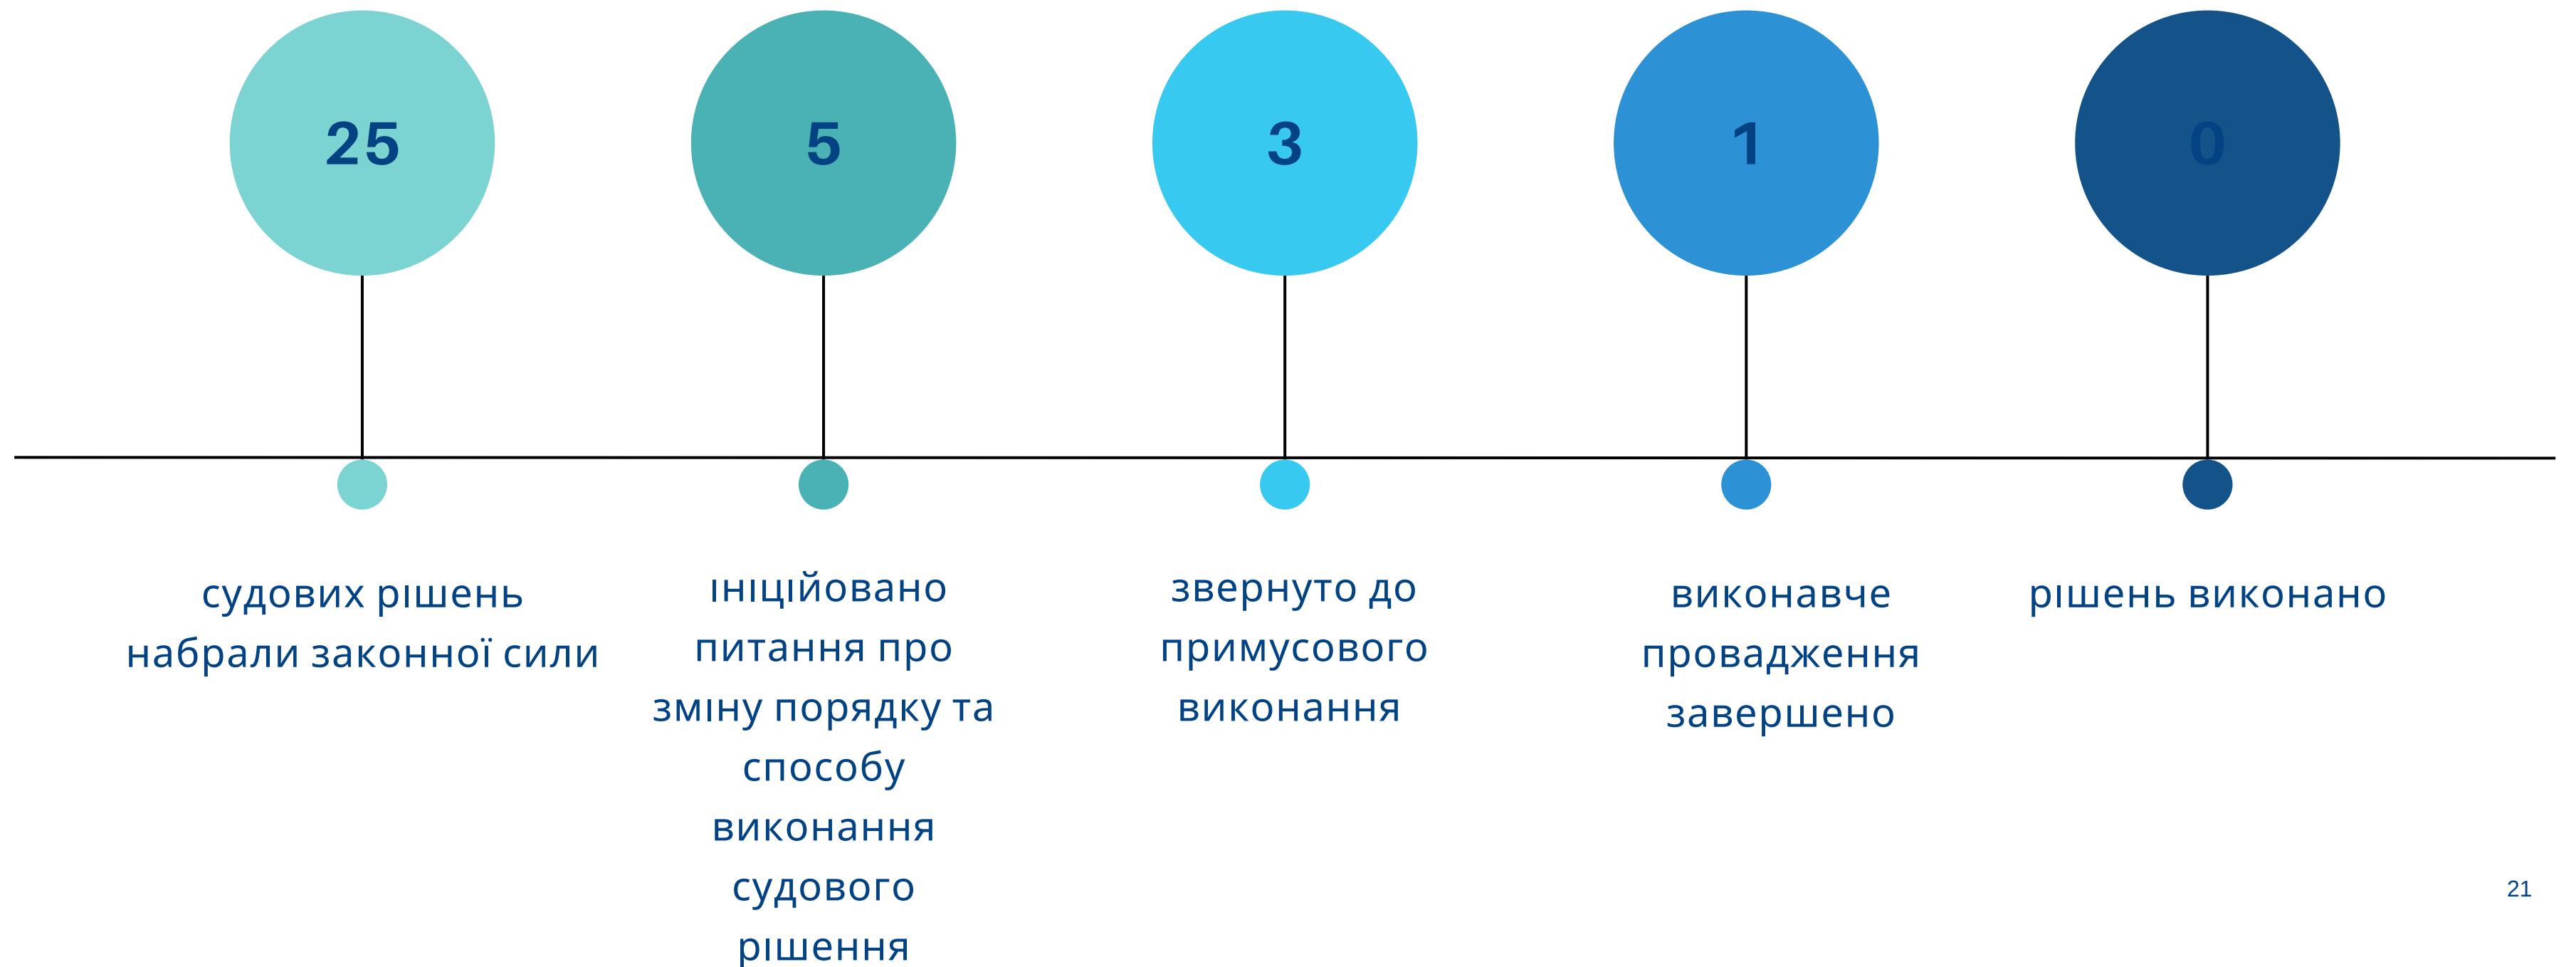 25
5
3
1
0
судових рішень
набрали законної сили
ініційовано
питання про
зміну порядку та
способу
виконання
судового
рішення
звернуто до
примусового
виконання
виконавче
провадження
завершено
рішень виконано
21